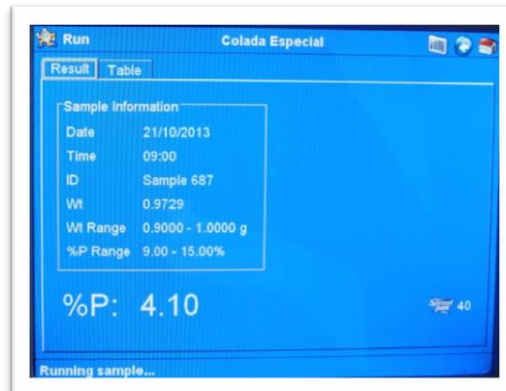 Run Colada Especial
Result Table
Sample Information
Date 21/10/2013
Time 09:00
ID Sample 687
Wt 0.9729
Wt Range 0.9000 - 1.0000 g
%P Range 9.00 - 15.00%
%P: 4.10
40
Running sample...